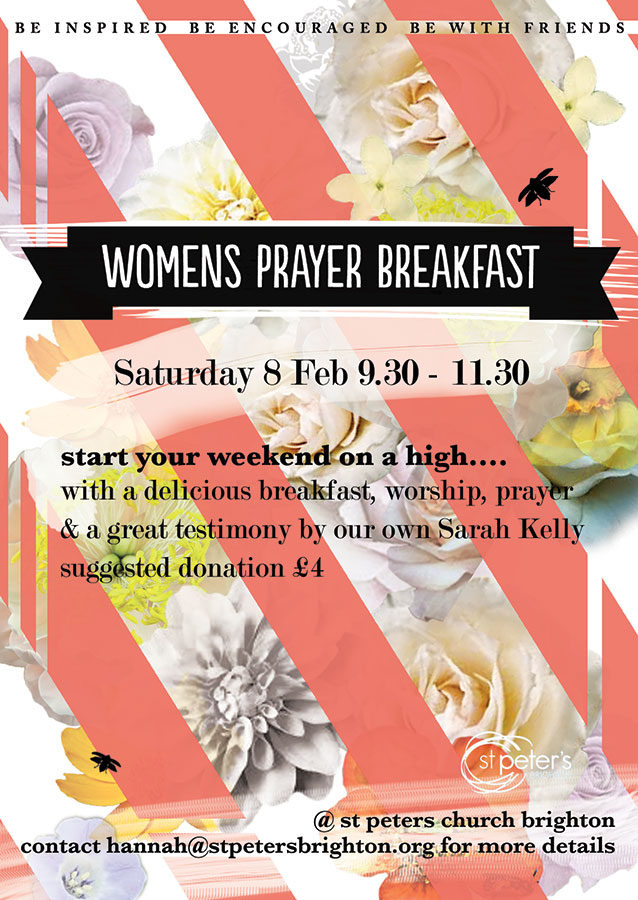 BE INSPIRED BE ENCOURAGED BE WITH FRIENDS
WOMENS PRAYER BREAKFAST
Saturday 8 Feb 9.30 - 11.30
start your weekend on a high....
with a delicious breakfast, worship, prayer
& a great testimony by our own Sarah Kelly
suggested donation £4
st peter's
@ st peters church brighton
contact hannah@stpetersbrighton.org for more details